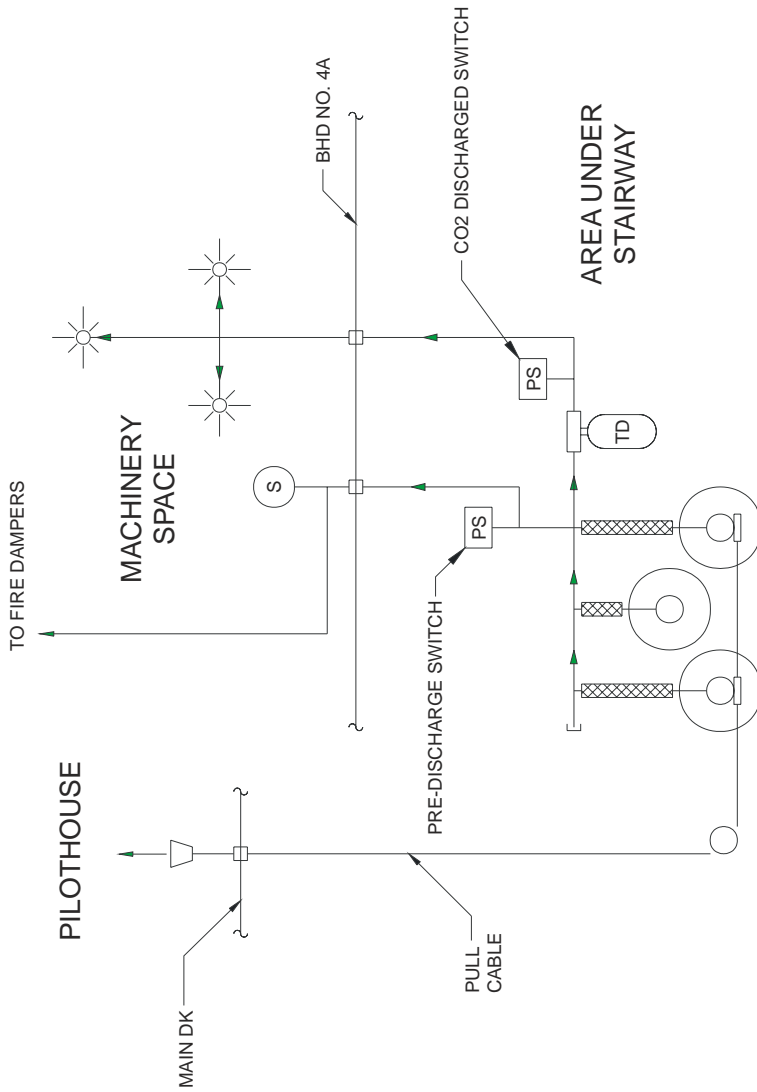 PILOTHOUSE
MAIN DK
PULL
CABLE
TO FIRE DAMPERS
MACHINERY
SPACE
S
BHD NO. 4A
PRE-DISCHARGE SWITCH
PS
PS
CO2 DISCHARGED SWITCH
TD
AREA UNDER
STAIRWAY